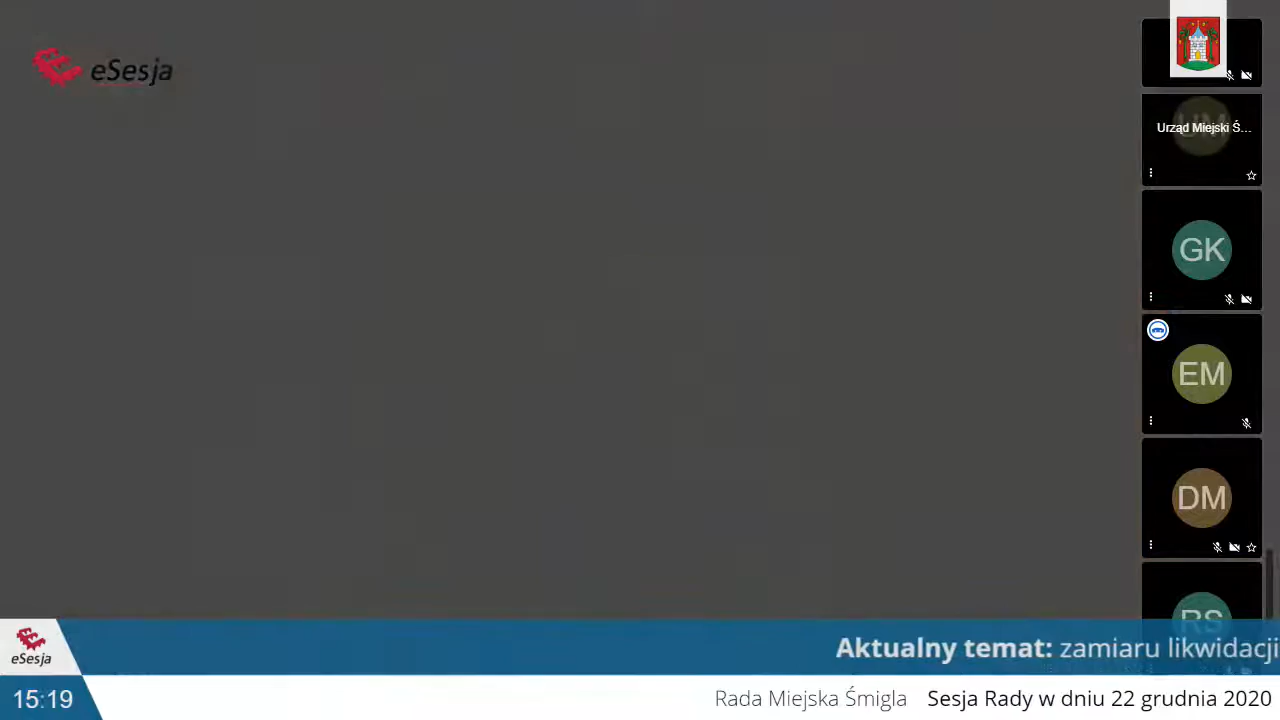 eSesja
Urząd Miejski Ś...
GK
EM
DM
RS
Aktualny temat: zamiaru likwidacji
eSesja
15:19
Rada Miejska Śmigla Sesja Rady w dniu 22 grudnia 2020